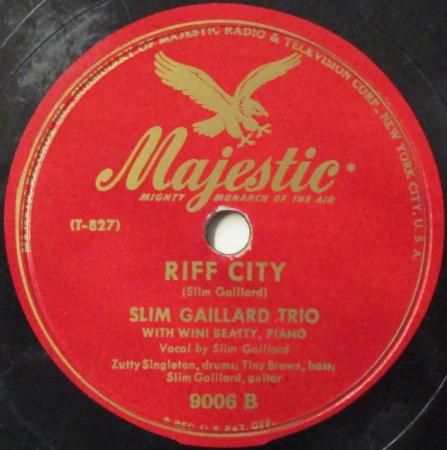 OF MAJESTIC RADIO & TELEVISION CORP., NEW YORK CITY, U. S. A.
Majestic*
MIGHTY MONARCH OF THE AIR
(T-827)
RIFF CITY
(Slim Gaillard)
SLIM GAILLARD TRIO
WITH WINI BEATTY, PIANO
Vocal by Slim Gaillard
Zutty Singleton, drums; Tiny Brown, bass;
Slim Gaillard, guitar
9006 B
PAT. OFF.